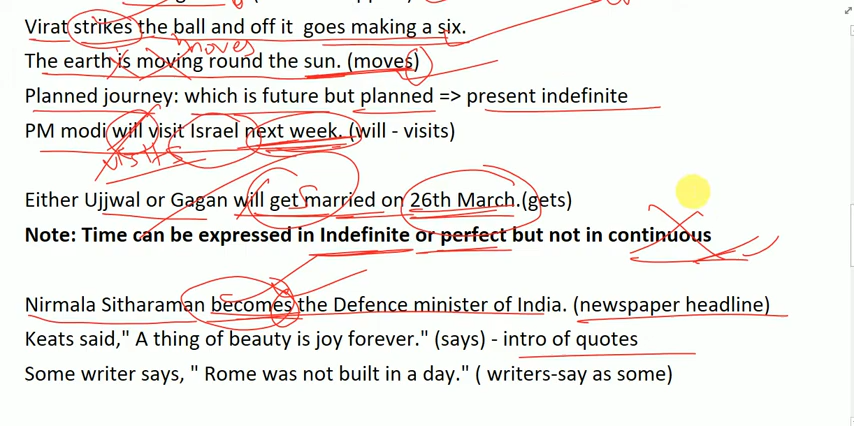 Virat strikes the ball and off it goes making a six.
moves
The earth is moving round the sun. (moves)
Planned journey: which is future but planned => present indefinite
PM modi will visit Israel next week. (will - visits)
visits
Either Ujjwal or Gagan will get married on 26th March.(gets)
Note: Time can be expressed in Indefinite or perfect but not in continuous
Nirmala Sitharaman becomes the Defence minister of India. (newspaper headline)
Keats said," A thing of beauty is joy forever." (says) - intro of quotes
Some writer says, " Rome was not built in a day." ( writers-say as some)